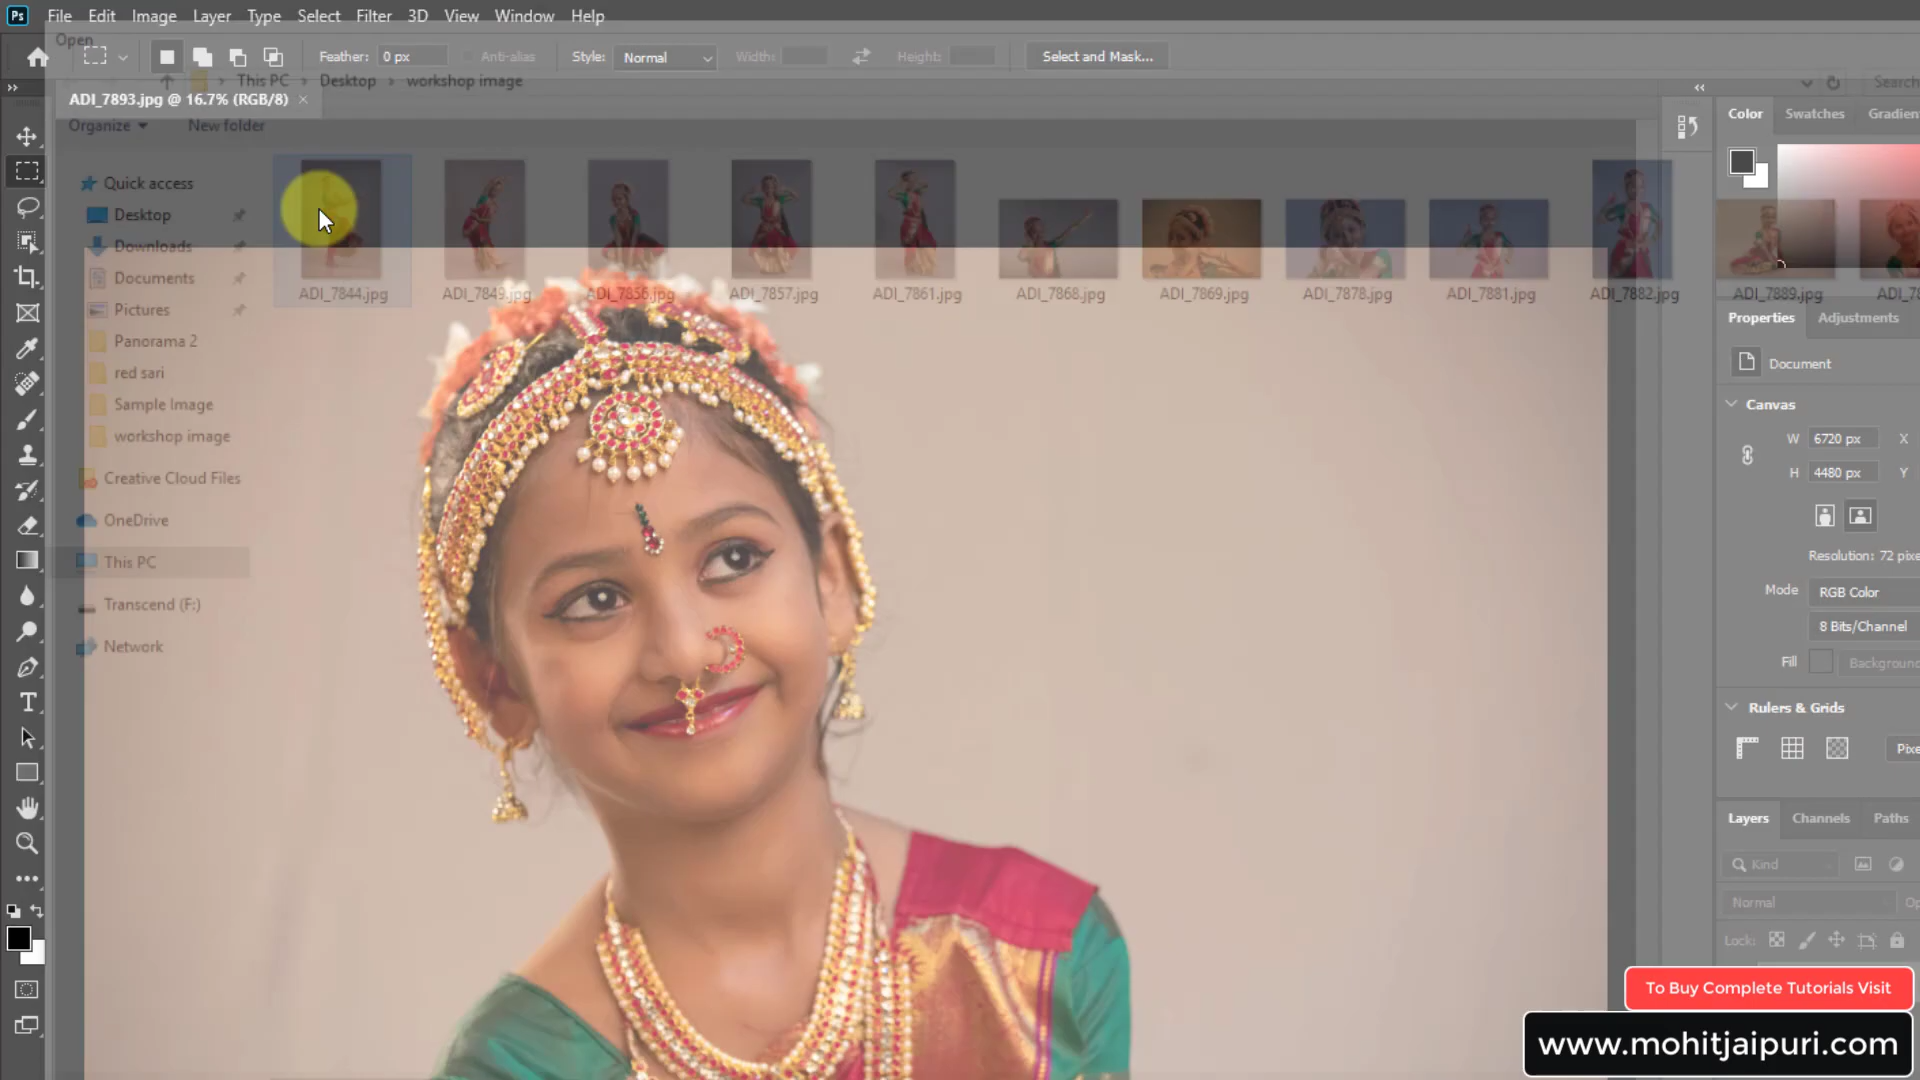 Ps File Edit Image Layer Type Select Filter 3D View Window Help
Open
Feather: 0 px Anti-alias Style: Normal Width: Height: Select and Mask...
This PC Desktop workshop image Search
ADI_7893.jpg @ 16.7% (RGB/8) ×
Organize New folder
Color Swatches Gradien
Quick access
Desktop
Downloads
Documents
Pictures
Panorama 2
red sari
Sample Image
workshop image
Creative Cloud Files
OneDrive
This PC
Transcend (F:)
Network
ADI_7844.jpg ADI_7849.jpg ADI_7856.jpg ADI_7857.jpg ADI_7861.jpg ADI_7868.jpg ADI_7869.jpg ADI_7878.jpg ADI_7881.jpg ADI_7882.jpg ADI_7889.jpg ADI_78
Properties Adjustments
Document
Canvas
W 6720 px X
H 4480 px Y
Resolution: 72 pixe
Mode RGB Color
8 Bits/Channel
Fill Background
Rulers & Grids
Pixe
Layers Channels Paths
Kind
Normal Op
Lock:
T
To Buy Complete Tutorials Visit
www.mohitjaipuri.com